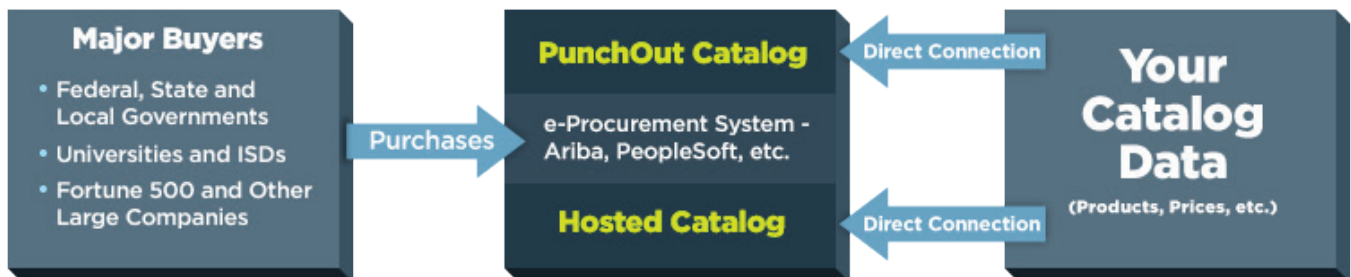 Major Buyers
• Federal, State and
Local Governments
• Universities and ISDs
• Fortune 500 and Other
Large Companies
Purchases
PunchOut Catalog
e-Procurement System -
Ariba, PeopleSoft, etc.
Hosted Catalog
Direct Connection
Direct Connection
Your
Catalog
Data
(Products, Prices, etc.)